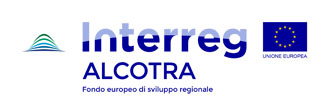 Interreg
UNIONE EUROPEA
ALCOTRA
Fondo europeo di sviluppo regionale